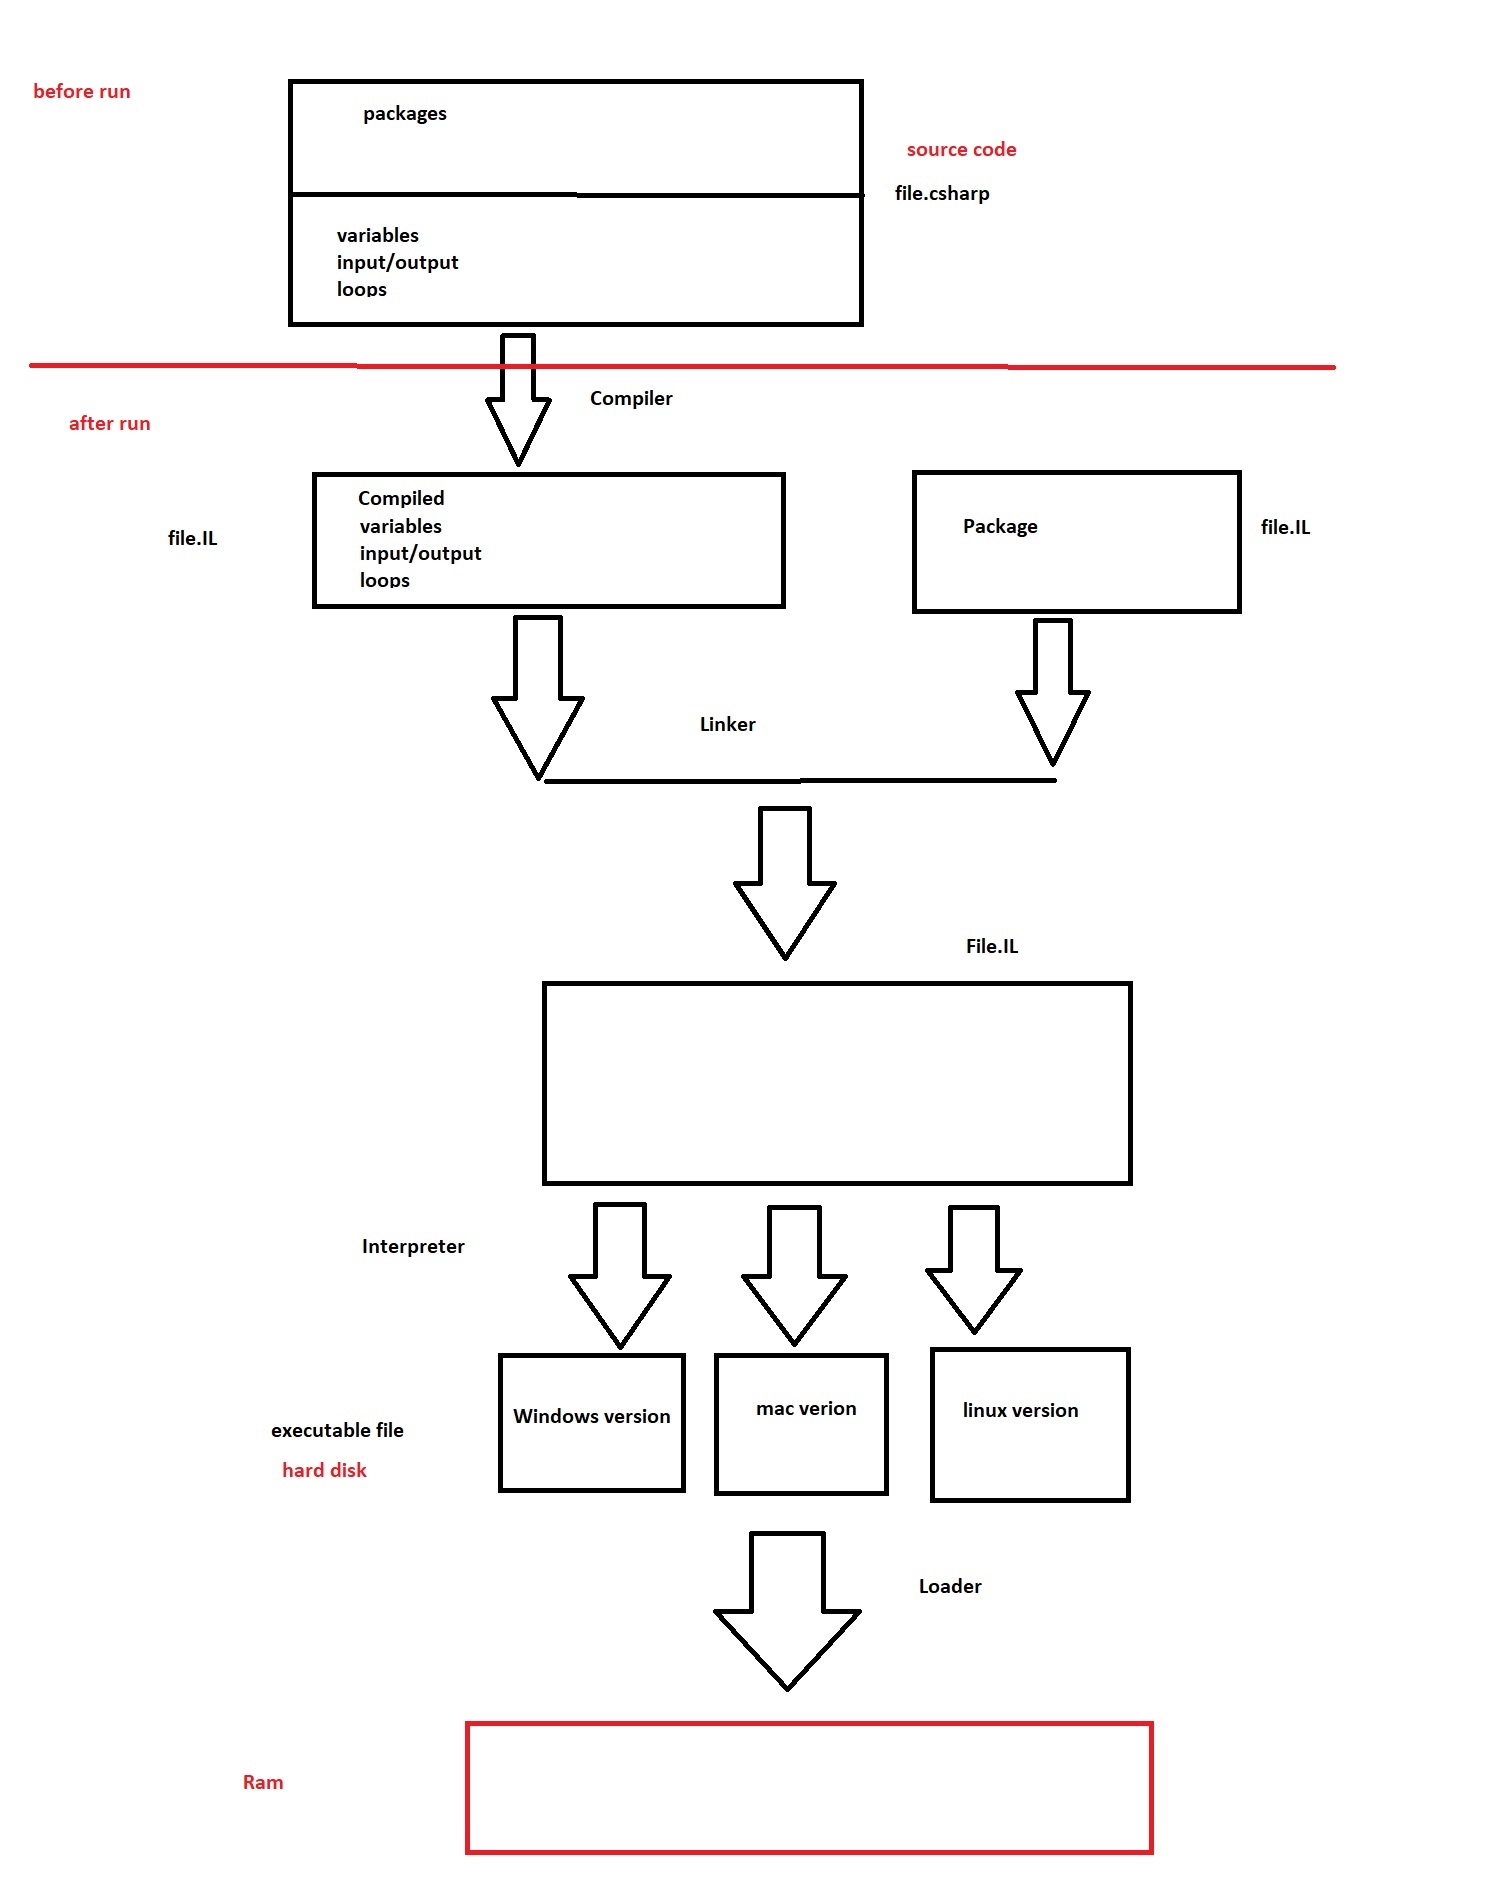 before run
packages
source code
file.csharp
variables
input/output
loops
Compiler
after run
Compiled
variables
input/output
loops
file.IL
Package
file.IL
Linker
File.IL
Interpreter
Windows version
mac verion
linux version
executable file
hard disk
Loader
Ram